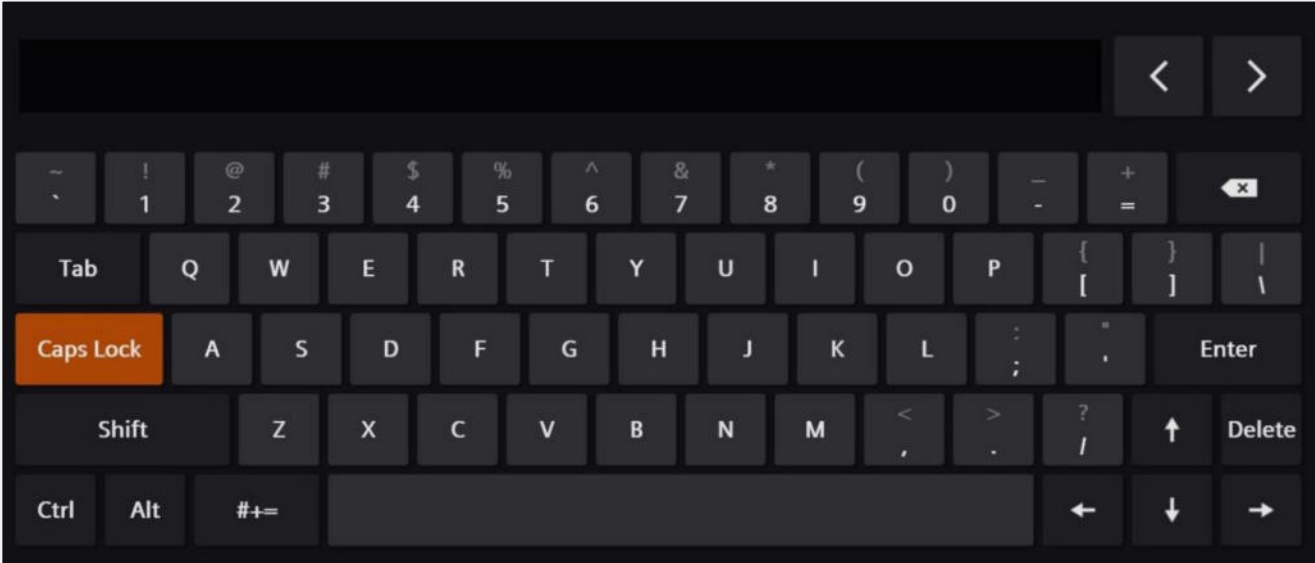 < >
~ ! @ # $ % ^ & * ( ) _ +
` 1 2 3 4 5 6 7 8 9 0 - =
Tab Q W E R T Y U I O P { [ } ] | \
Caps Lock A S D F G H J K L : ; " ' Enter
Shift Z X C V B N M < , > . ? / ↑ Delete
Ctrl Alt #+= ← ↓ →